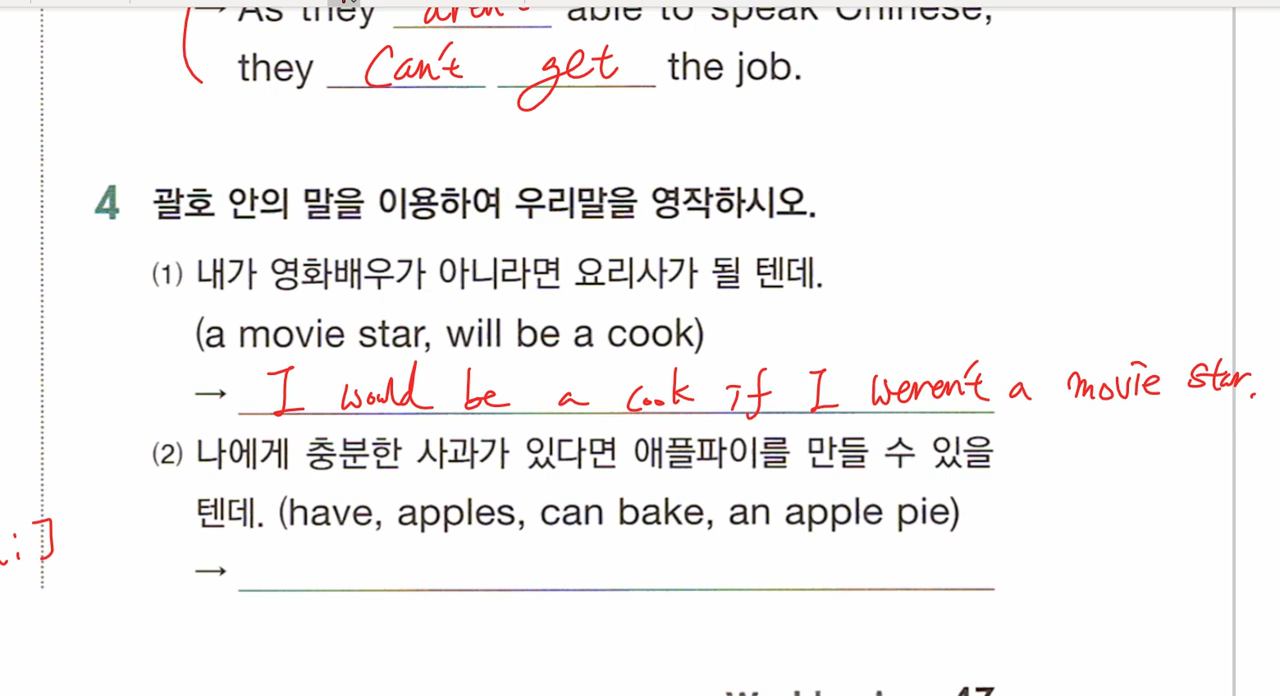 → As they aren't able to speak Chinese,
they can't get the job.
4 괄호 안의 말을 이용하여 우리말을 영작하시오.
(1) 내가 영화배우가 아니라면 요리사가 될 텐데.
(a movie star, will be a cook)
→ I would be a cook if I weren't a movie star.
(2) 나에게 충분한 사과가 있다면 애플파이를 만들 수 있을
텐데. (have, apples, can bake, an apple pie)
→
47